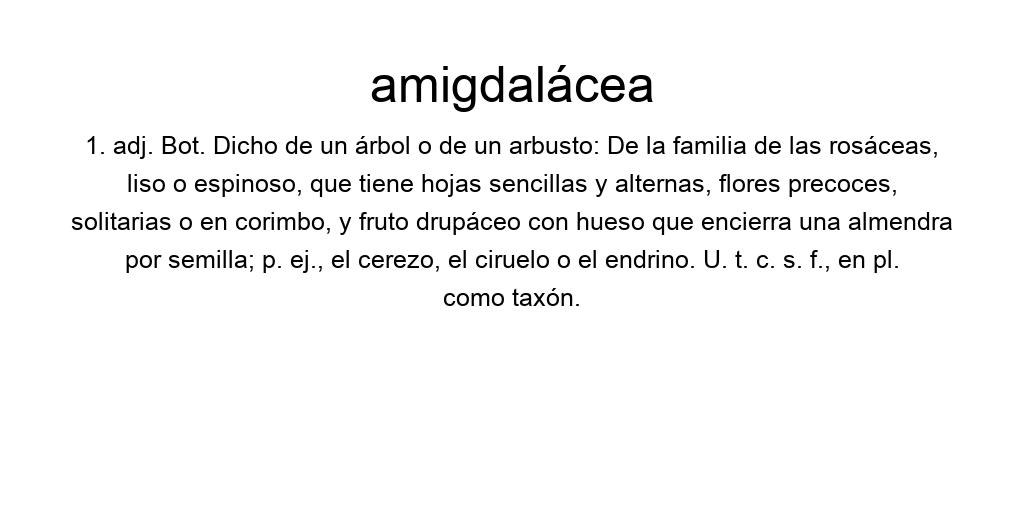 amigdalácea
1. adj. Bot. Dicho de un árbol o de un arbusto: De la familia de las rosáceas,
liso o espinoso, que tiene hojas sencillas y alternas, flores precoces,
solitarias o en corimbo, y fruto drupáceo con hueso que encierra una almendra
por semilla; p. ej., el cerezo, el ciruelo o el endrino. U. t. c. s. f., en pl.
como taxón.